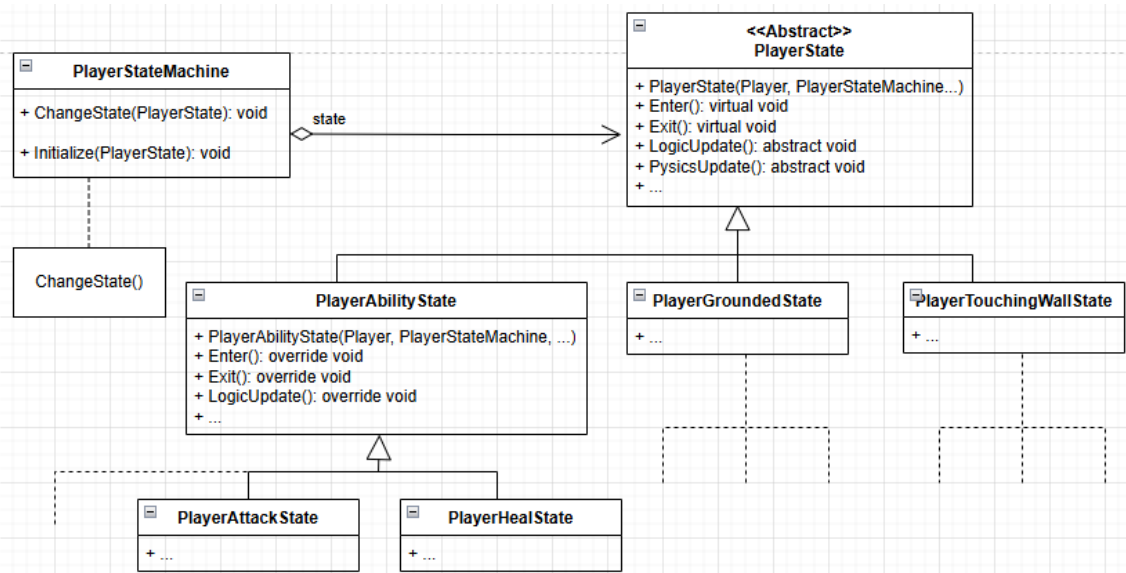 PlayerStateMachine
+ ChangeState(PlayerState): void
+ Initialize(PlayerState): void
state
<<Abstract>>
PlayerState
+ PlayerState(Player, PlayerStateMachine...)
+ Enter(): virtual void
+ Exit(): virtual void
+ LogicUpdate(): abstract void
+ PysicsUpdate(): abstract void
+ ...
ChangeState()
PlayerAbilityState
+ PlayerAbilityState(Player, PlayerStateMachine, ...)
+ Enter(): override void
+ Exit(): override void
+ LogicUpdate(): override void
+ ...
PlayerGroundedState
+ ...
PlayerTouchingWallState
+ ...
PlayerAttackState
+ ...
PlayerHealState
+ ...